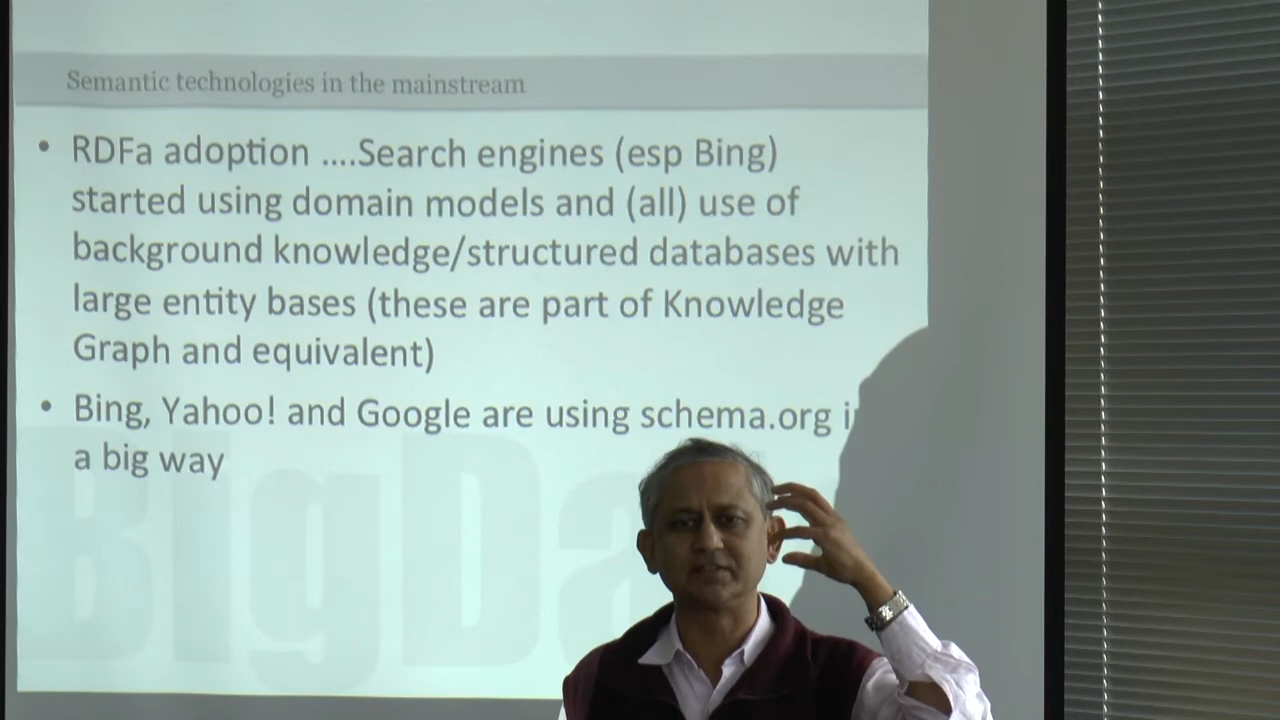 Semantic technologies in the mainstream
• RDFa adoption ....Search engines (esp Bing)
started using domain models and (all) use of
background knowledge/structured databases with
large entity bases (these are part of Knowledge
Graph and equivalent)
• Bing, Yahoo! and Google are using schema.org
a big way
BigDa